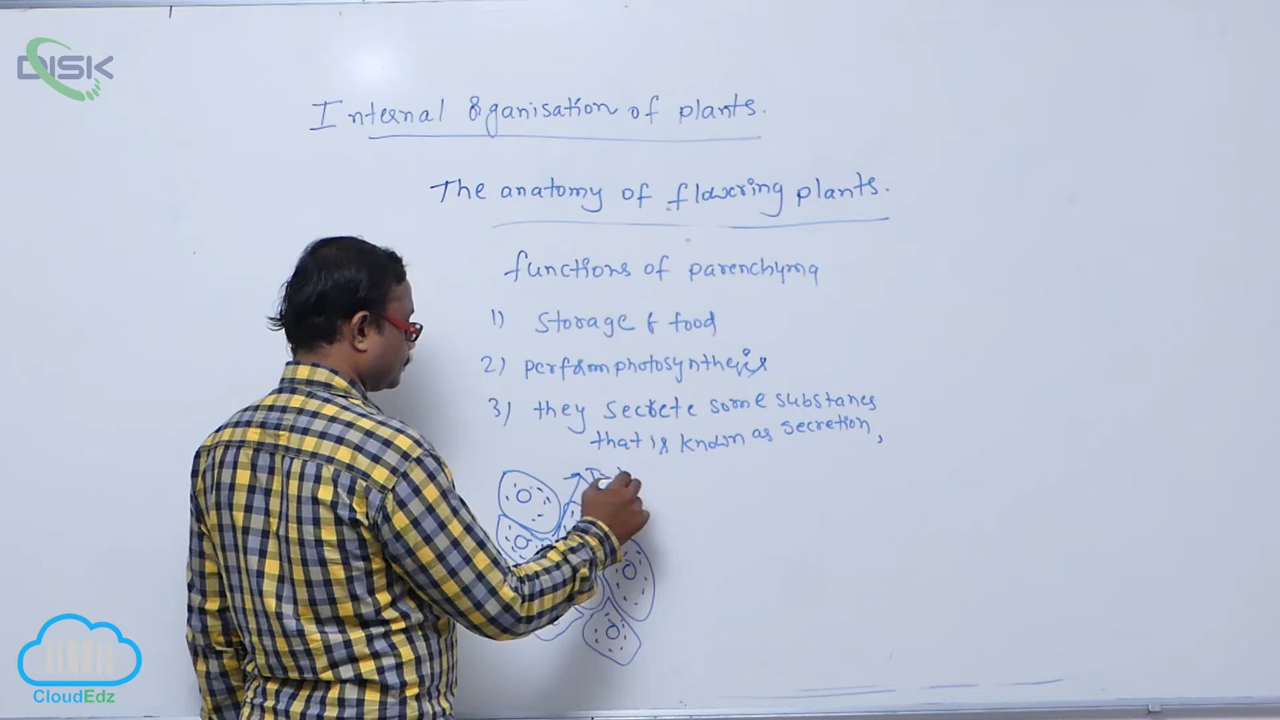 DISK
Internal organisation of plants.
The anatomy of flowering plants.
functions of parenchyma
1) Storage of food
2) perform photosynthesis
3) they secrete some substanes
that is known as secretion,
CloudEdz